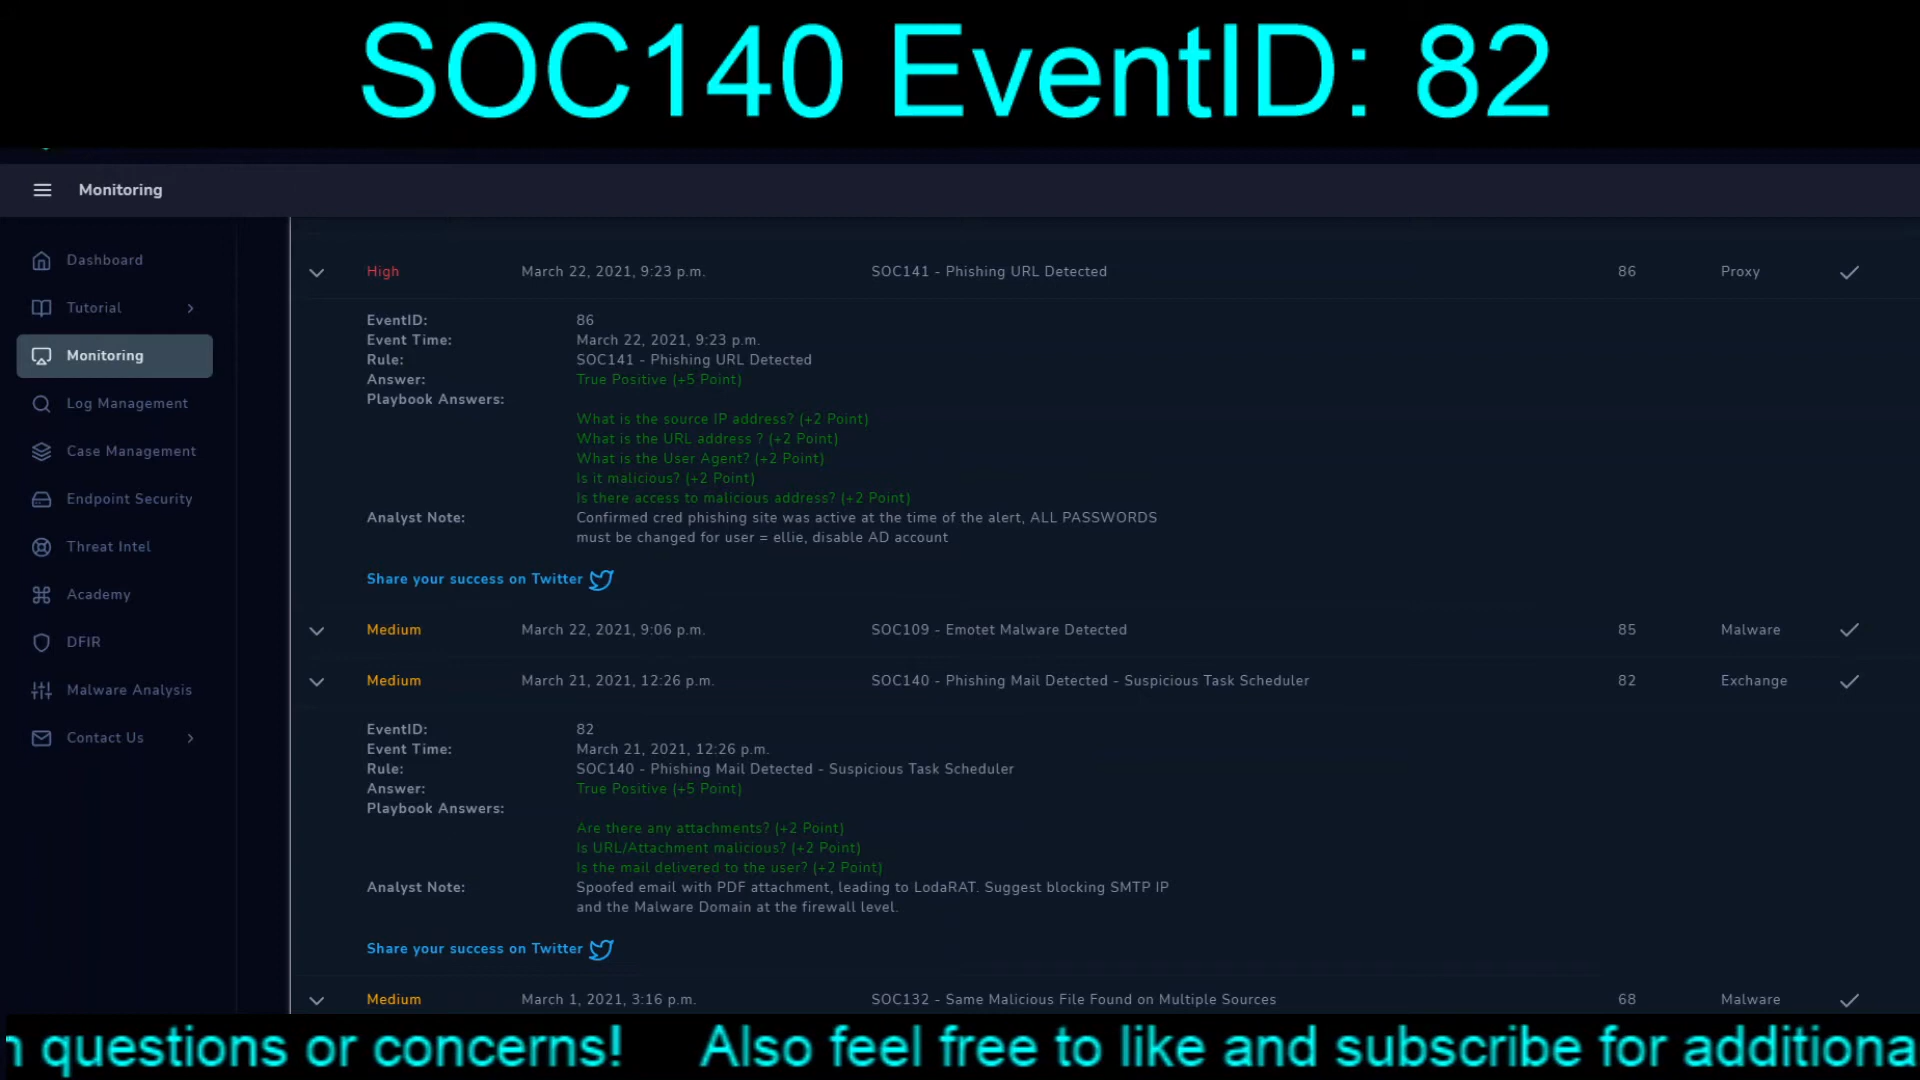 SOC140 EventID: 82
Monitoring
Dashboard
Tutorial
Monitoring
Log Management
Case Management
Endpoint Security
Threat Intel
Academy
DFIR
Malware Analysis
Contact Us
High March 22, 2021, 9:23 p.m. SOC141 - Phishing URL Detected 86 Proxy
EventID: 86
Event Time: March 22, 2021, 9:23 p.m.
Rule: SOC141 - Phishing URL Detected
Answer: True Positive (+5 Point)
Playbook Answers:
What is the source IP address? (+2 Point)
What is the URL address ? (+2 Point)
What is the User Agent? (+2 Point)
Is it malicious? (+2 Point)
Is there access to malicious address? (+2 Point)
Analyst Note: Confirmed cred phishing site was active at the time of the alert, ALL PASSWORDS
must be changed for user = ellie, disable AD account
Share your success on Twitter
Medium March 22, 2021, 9:06 p.m. SOC109 - Emotet Malware Detected 85 Malware
Medium March 21, 2021, 12:26 p.m. SOC140 - Phishing Mail Detected - Suspicious Task Scheduler 82 Exchange
EventID: 82
Event Time: March 21, 2021, 12:26 p.m.
Rule: SOC140 - Phishing Mail Detected - Suspicious Task Scheduler
Answer: True Positive (+5 Point)
Playbook Answers:
Are there any attachments? (+2 Point)
Is URL/Attachment malicious? (+2 Point)
Is the mail delivered to the user? (+2 Point)
Analyst Note: Spoofed email with PDF attachment, leading to LodaRAT. Suggest blocking SMTP IP
and the Malware Domain at the firewall level.
Share your success on Twitter
Medium March 1, 2021, 3:16 p.m. SOC132 - Same Malicious File Found on Multiple Sources 68 Malware
n questions or concerns! Also feel free to like and subscribe for additiona